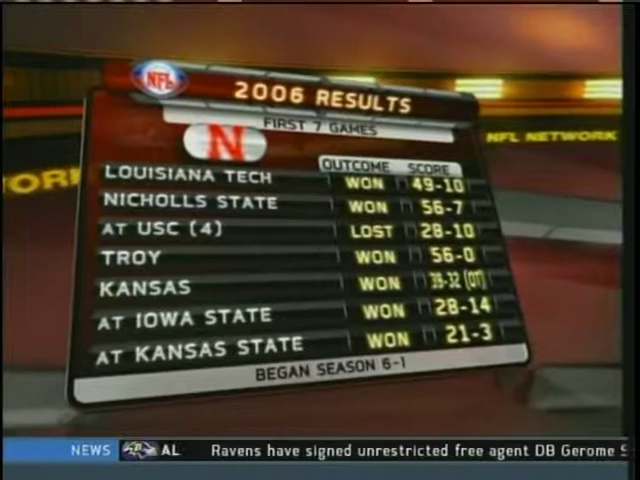 NFL
2006 RESULTS
FIRST 7 GAMES
N
OUTCOME SCORE
LOUISIANA TECH WON 49-10
NICHOLLS STATE WON 56-7
AT USC (4) LOST 28-10
TROY WON 56-0
KANSAS WON 39-32 (OT)
AT IOWA STATE WON 28-14
AT KANSAS STATE WON 21-3
BEGAN SEASON 6-1
NFL NETWORK
ORK
NEWS AL Ravens have signed unrestricted free agent DB Gerome S